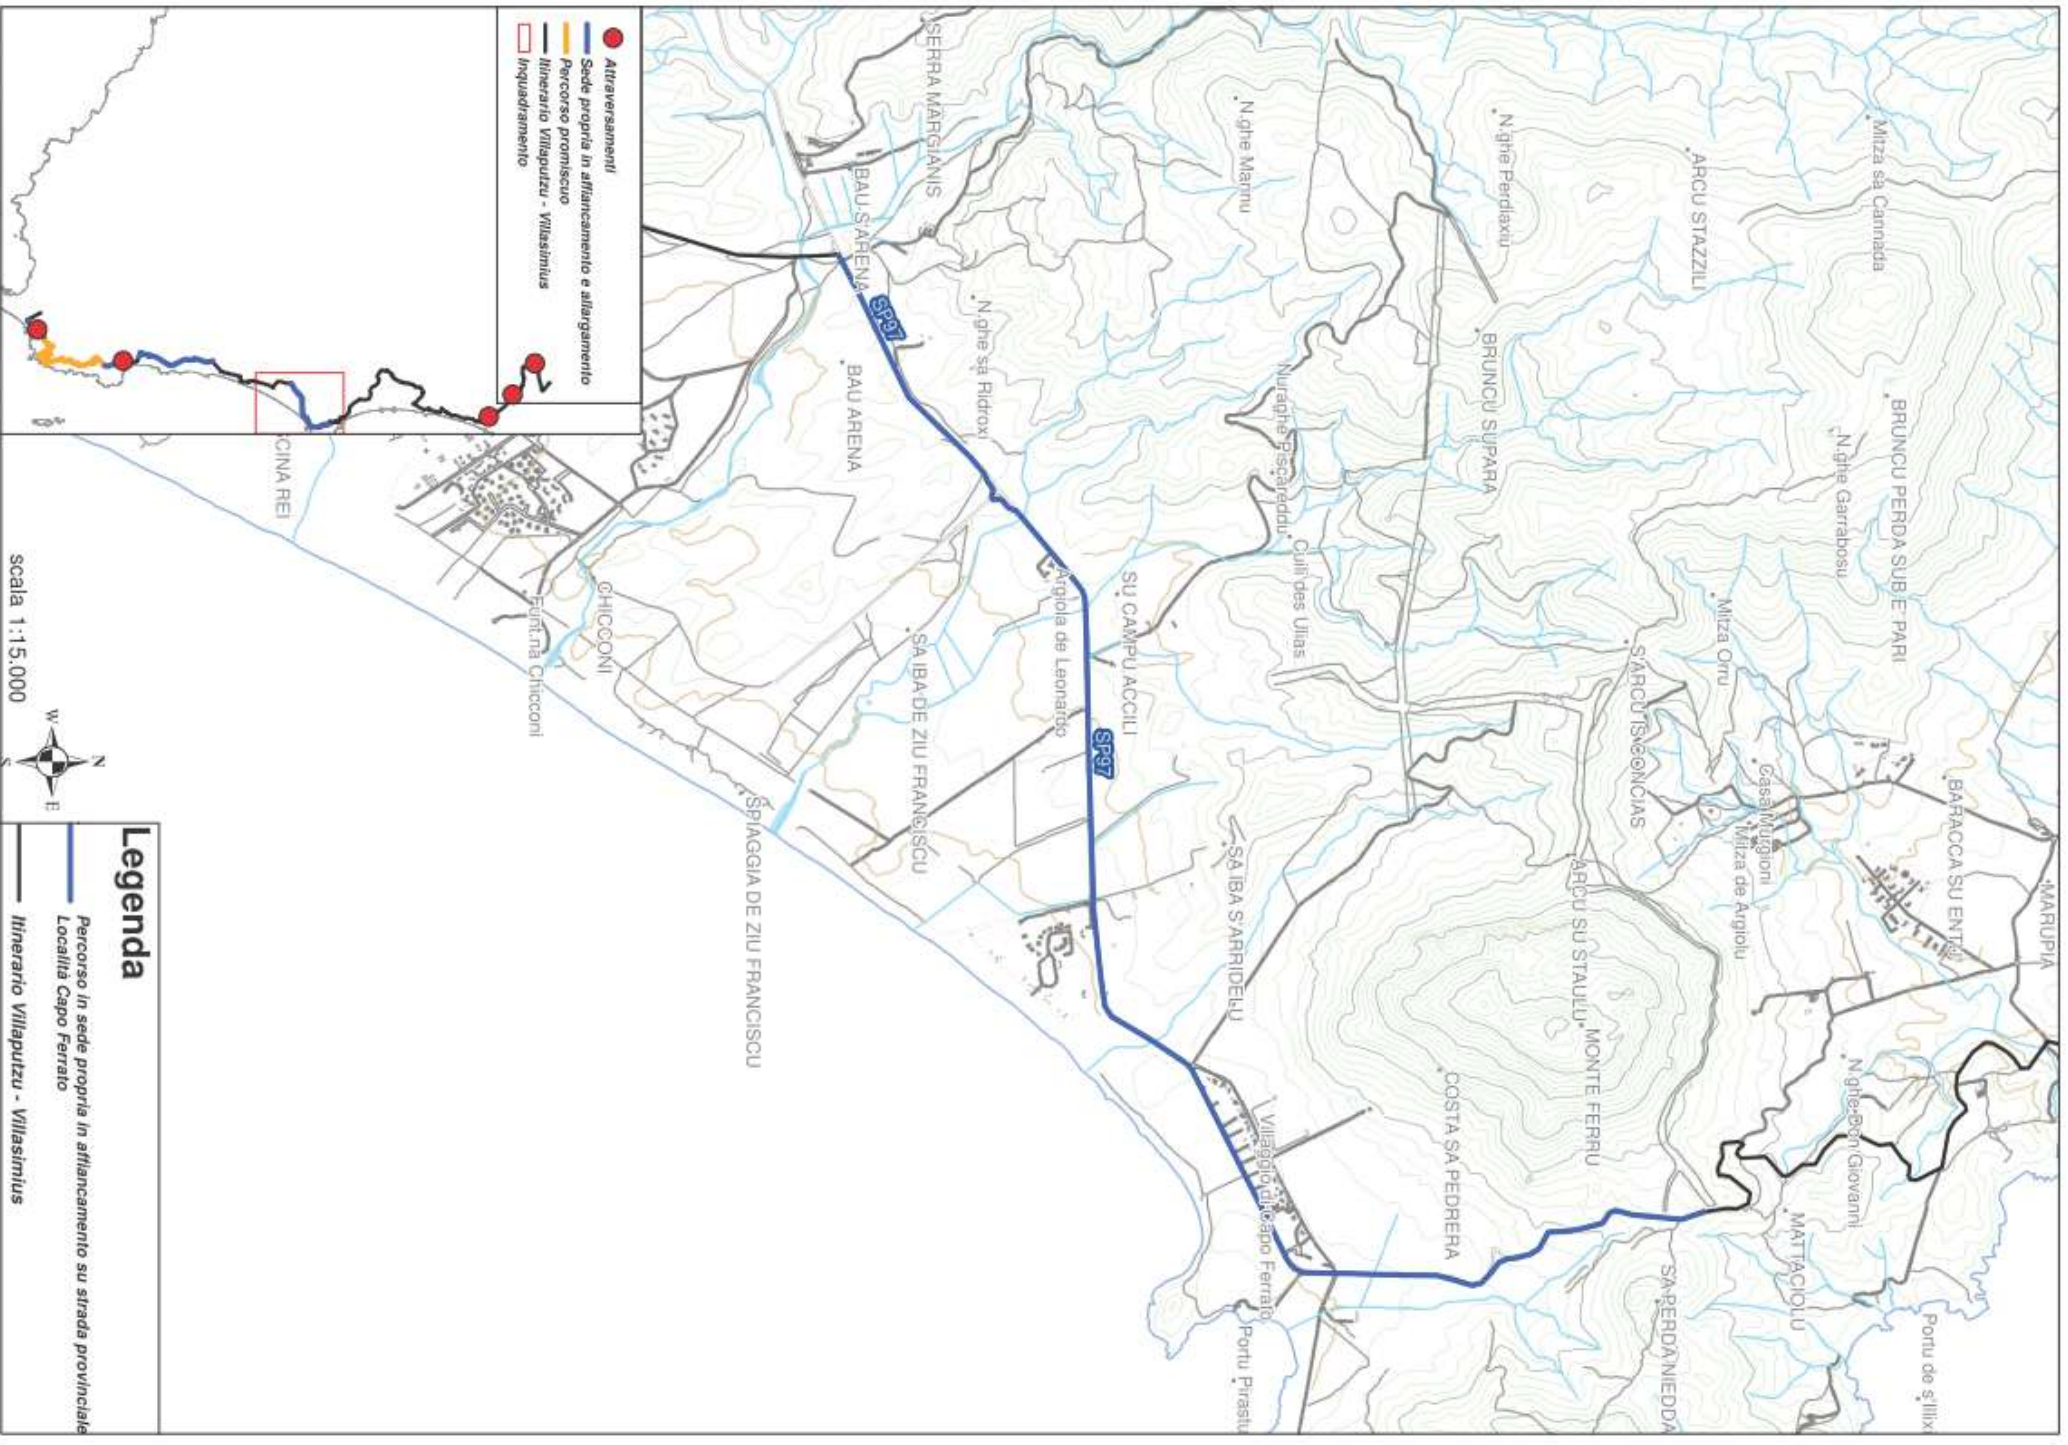 Attraversamenti
Sede propria in affiancamento e allargamento
Percorso promiscuo
Itinerario Villaputzu - Villasimius
Inquadramento
MARUPIA
Mitza sa Cannada
BRUNCU PERDA SUB E' PARI
BARACCA SU ENTU
N.ghe Garrabosu
N.ghe Don Giovanni
Portu de s'Illixi
ARCU STAZZILI
Mitza Orru
Casa Murgioni
Mitza de Argiolu
MATTACIOLU
S'ARCU IS CONCIAS
SA PERDA NIEDDA
ARCU SU STAULU
MONTE FERRU
N.ghe Perdiaxiu
BRUNCU SUPARA
COSTA SA PEDRERA
Nuraghe Piscareddu
Cuili des Ulias
N.ghe Mannu
SA IBA S'ARRIDELU
Villaggio di Capo Ferrato
Portu Pirastu
SU CAMPU ACCILI
SP97
Argiola de Leonardo
N.ghe sa Ridroxi
SERRA MARGIANIS
SA IBA DE ZIU FRANCISCU
SP97
BAU S'ARENA
BAU ARENA
SPIAGGIA DE ZIU FRANCISCU
CHICCONI
Funt.na Chicconi
CINA REI
scala 1:15.000
N
W
E
S
Legenda
Percorso in sede propria in affiancamento su strada provinciale
Località Capo Ferrato
Itinerario Villaputzu - Villasimius